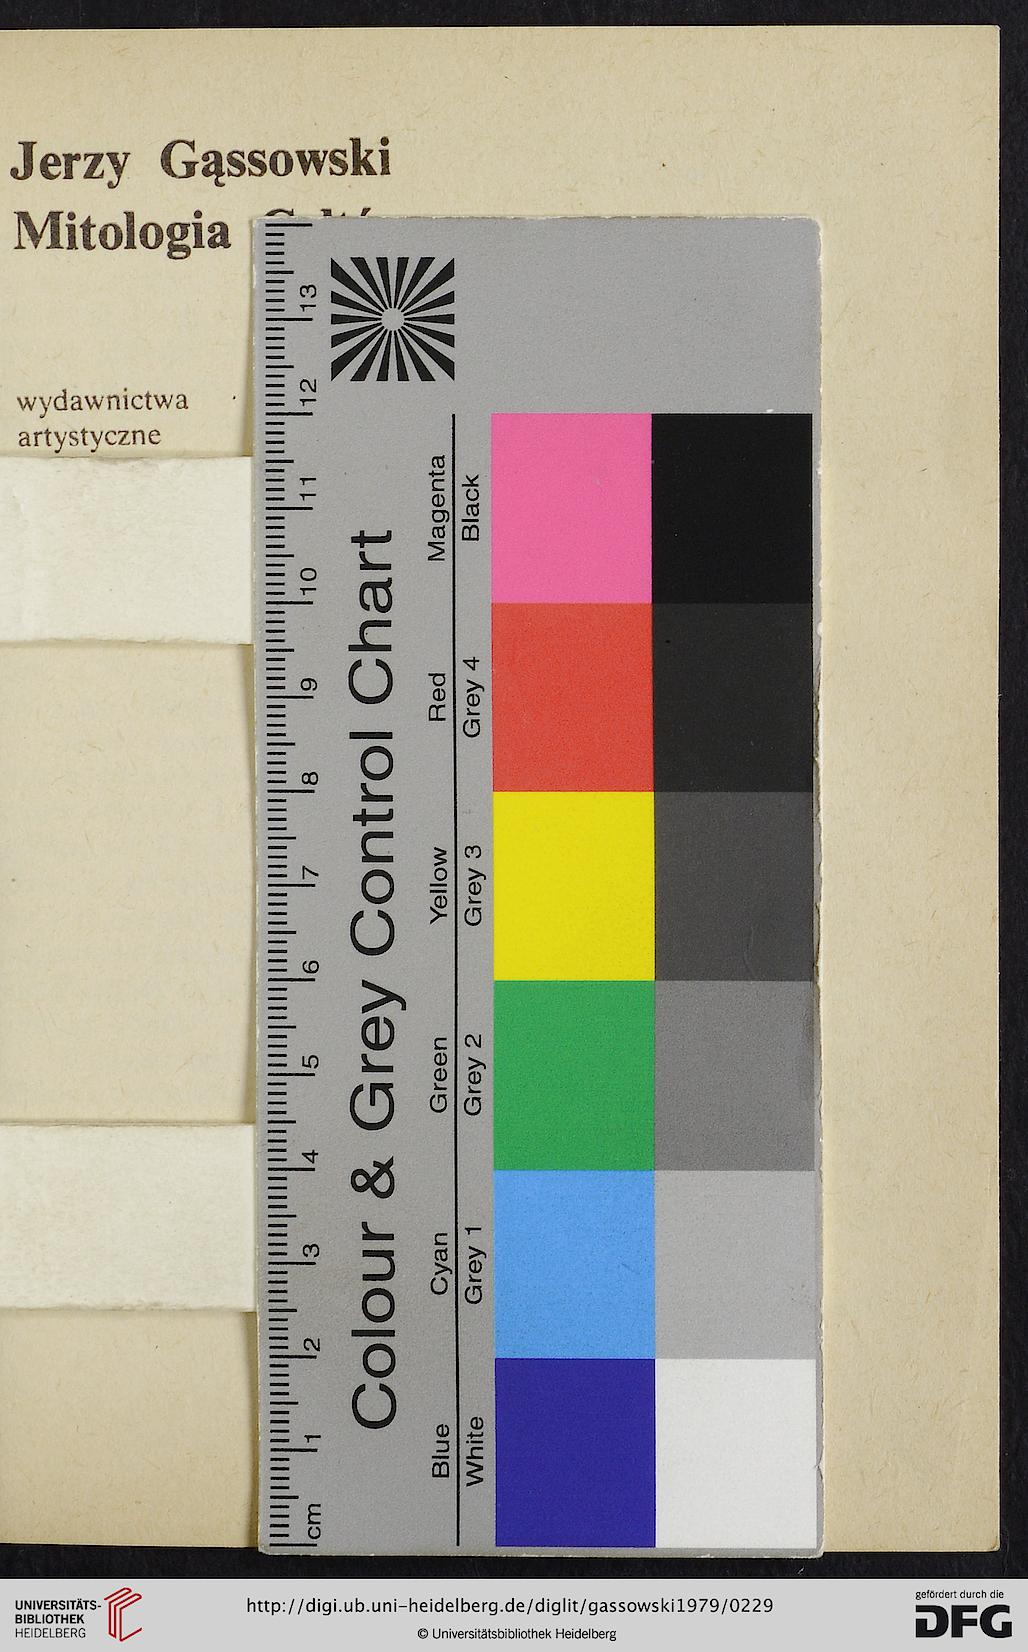 Jerzy Gąssowski
Mitologia
wydawnictwa
artystyczne
13
12
11
10
9
8
7
6
5
4
3
2
1
cm
Colour & Grey Control Chart
Blue Cyan Green Yellow Red Magenta
White Grey 1 Grey 2 Grey 3 Grey 4 Black
UNIVERSITÄTS-
BIBLIOTHEK
HEIDELBERG
http://digi.ub.uni-heidelberg.de/diglit/gassowski1979/0229
© Universitätsbibliothek Heidelberg
gefördert durch die
DFG